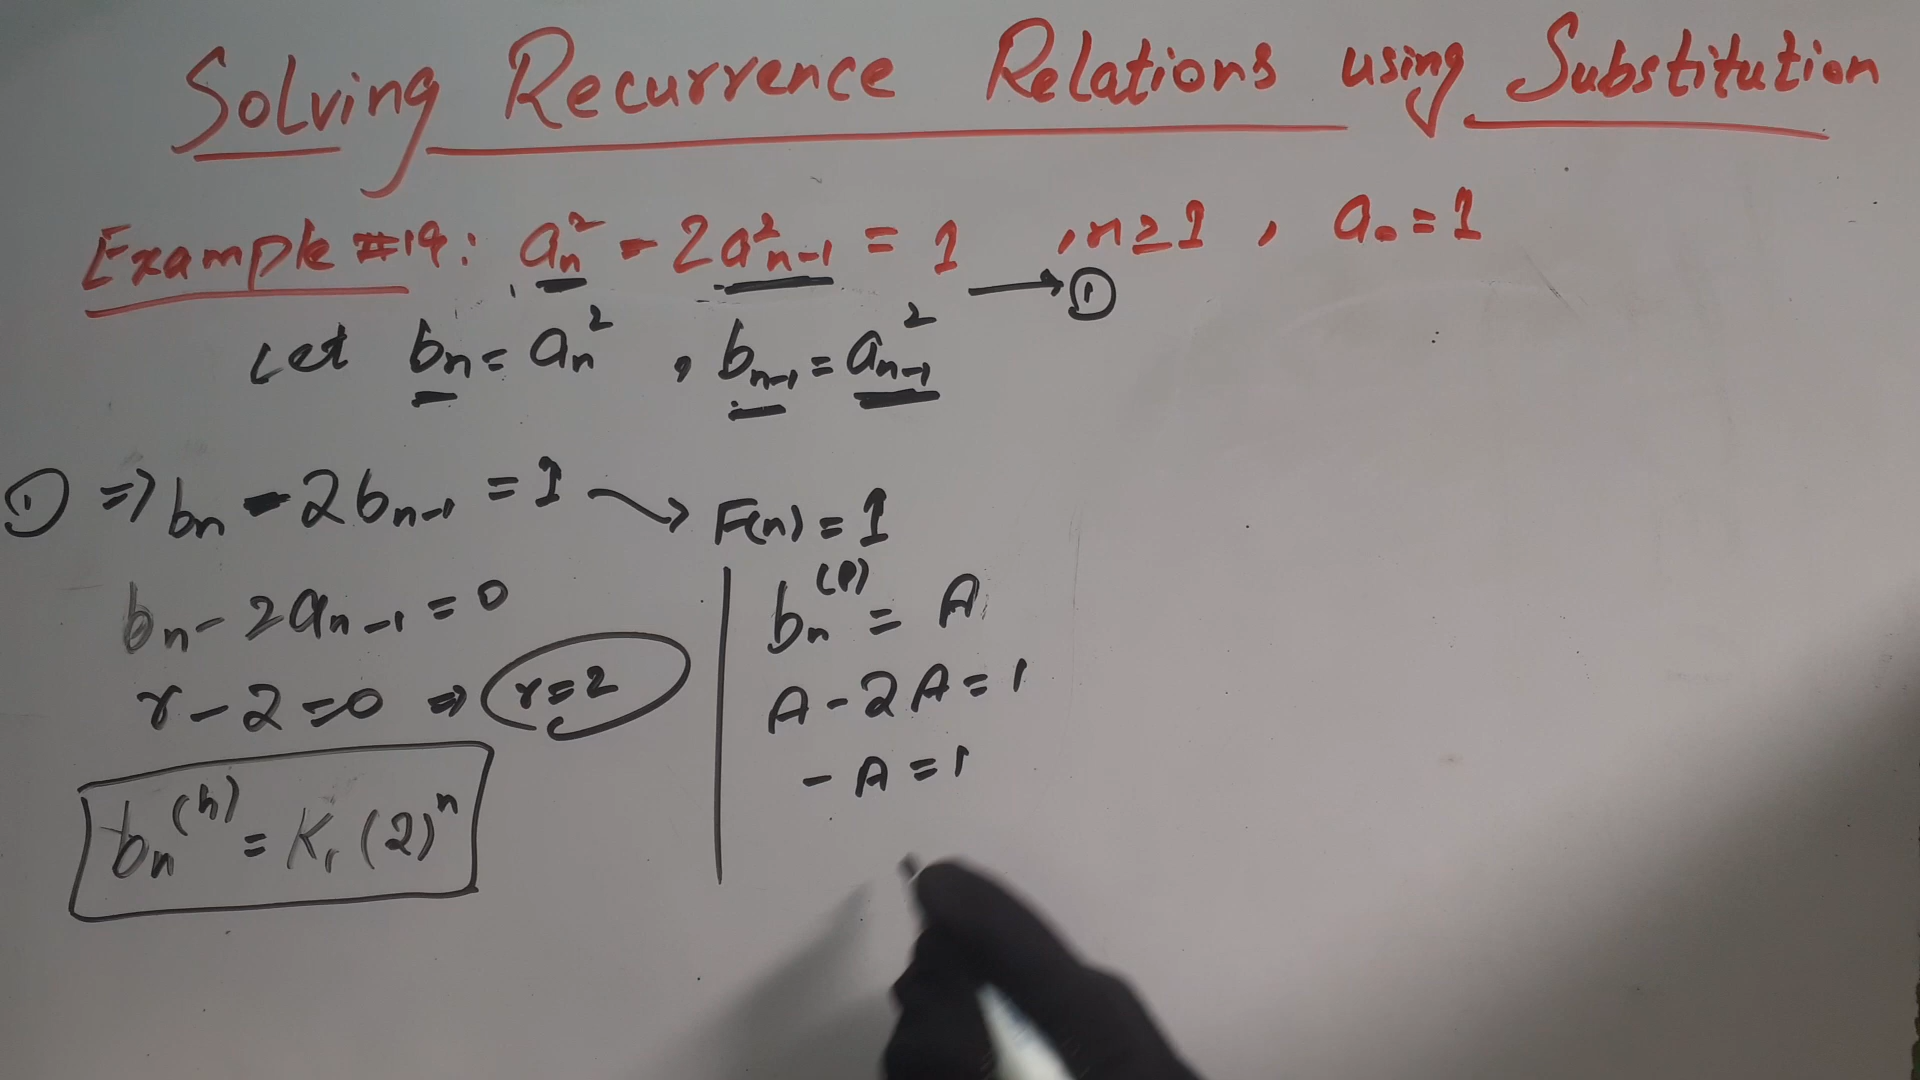 Solving Recurrence Relations using Substitution
Example #19: aₙ² - 2aₙ₋₁² = 1 , n ≥ 1 , a₀ = 1
→ ①
Let bₙ = aₙ² , bₙ₋₁ = aₙ₋₁²
① ⇒ bₙ - 2bₙ₋₁ = 1 → F(n) = 1
bₙ - 2aₙ₋₁ = 0
r - 2 = 0 ⇒ r = 2
bₙ⁽ʰ⁾ = K₁(2)ⁿ
bₙ⁽ᵖ⁾ = A
A - 2A = 1
- A = 1